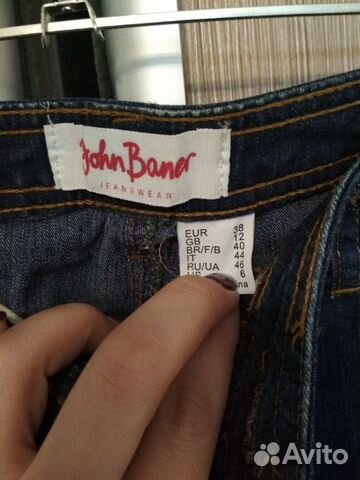 John Baner
JEANSWEAR
EUR 38
GB 12
BR/F/B 40
IT 44
RU/UA 46
US 6
Avito